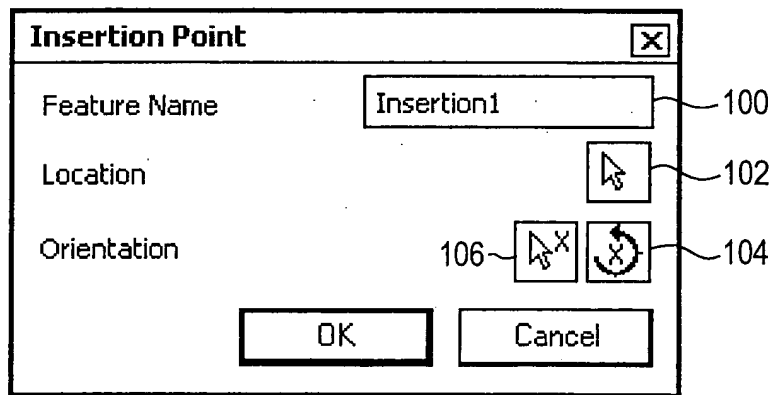 Insertion Point
Feature Name Insertion1 100
Location 102
Orientation 106 X X 104
OK Cancel